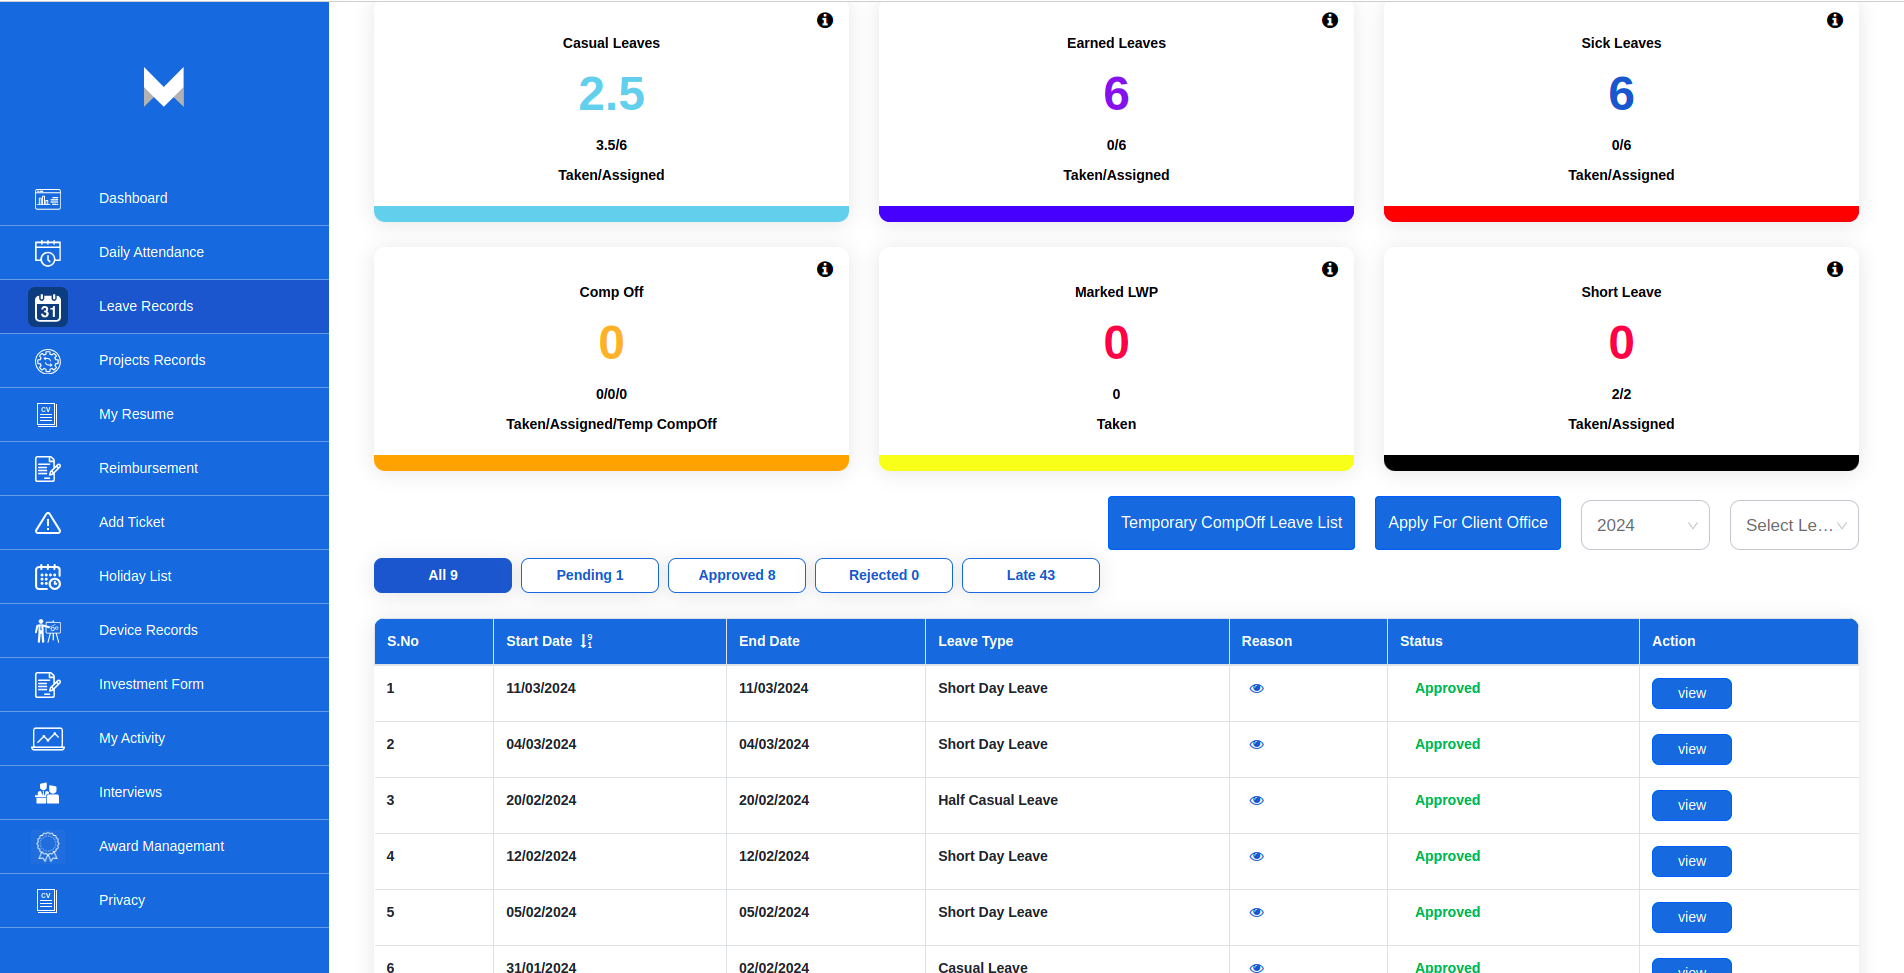 Dashboard
Daily Attendance
31
Leave Records
Projects Records
CV
My Resume
Reimbursement
Add Ticket
Holiday List
Device Records
Investment Form
My Activity
Interviews
Award Managemant
CV
Privacy
Casual Leaves
2.5
3.5/6
Taken/Assigned
Earned Leaves
6
0/6
Taken/Assigned
Sick Leaves
6
0/6
Taken/Assigned
Comp Off
0
0/0/0
Taken/Assigned/Temp CompOff
Marked LWP
0
0
Taken
Short Leave
0
2/2
Taken/Assigned
Temporary CompOff Leave List Apply For Client Office 2024 Select Le...
All 9 Pending 1 Approved 8 Rejected 0 Late 43
S.No Start Date End Date Leave Type Reason Status Action
1 11/03/2024 11/03/2024 Short Day Leave Approved view
2 04/03/2024 04/03/2024 Short Day Leave Approved view
3 20/02/2024 20/02/2024 Half Casual Leave Approved view
4 12/02/2024 12/02/2024 Short Day Leave Approved view
5 05/02/2024 05/02/2024 Short Day Leave Approved view
6 31/01/2024 02/02/2024 Casual Leave Approved view